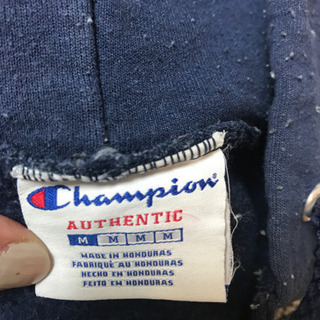 Champion®
AUTHENTIC
M M M M
MADE IN HONDURAS
FABRIQUÉ AU HONDURAS
HECHO EN HONDURAS
FEITO EM HONDURAS